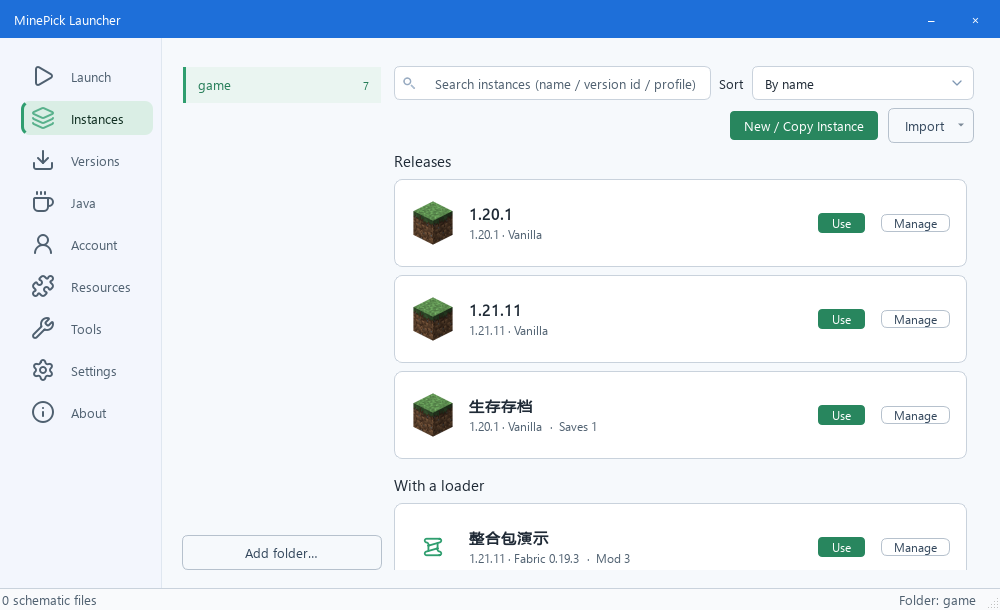 MinePick Launcher
Launch
Instances
Versions
Java
Account
Resources
Tools
Settings
About
game 7
Add folder...
Search instances (name / version id / profile)
Sort
By name
New / Copy Instance
Import
Releases
1.20.1
1.20.1 · Vanilla
Use
Manage
1.21.11
1.21.11 · Vanilla
Use
Manage
生存存档
1.20.1 · Vanilla · Saves 1
Use
Manage
With a loader
整合包演示
1.21.11 · Fabric 0.19.3 · Mod 3
Use
Manage
0 schematic files
Folder: game